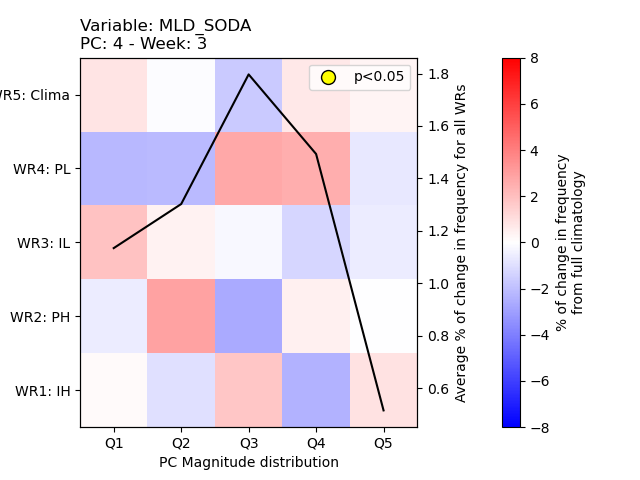 Variable: MLD_SODA
PC: 4 - Week: 3
p<0.05
WR5: Clima
WR4: PL
WR3: IL
WR2: PH
WR1: IH
Q1 Q2 Q3 Q4 Q5
PC Magnitude distribution
1.8
1.6
1.4
1.2
1.0
0.8
0.6
Average % of change in frequency for all WRs
8
6
4
2
0
−2
−4
−6
−8
% of change in frequency
from full climatology